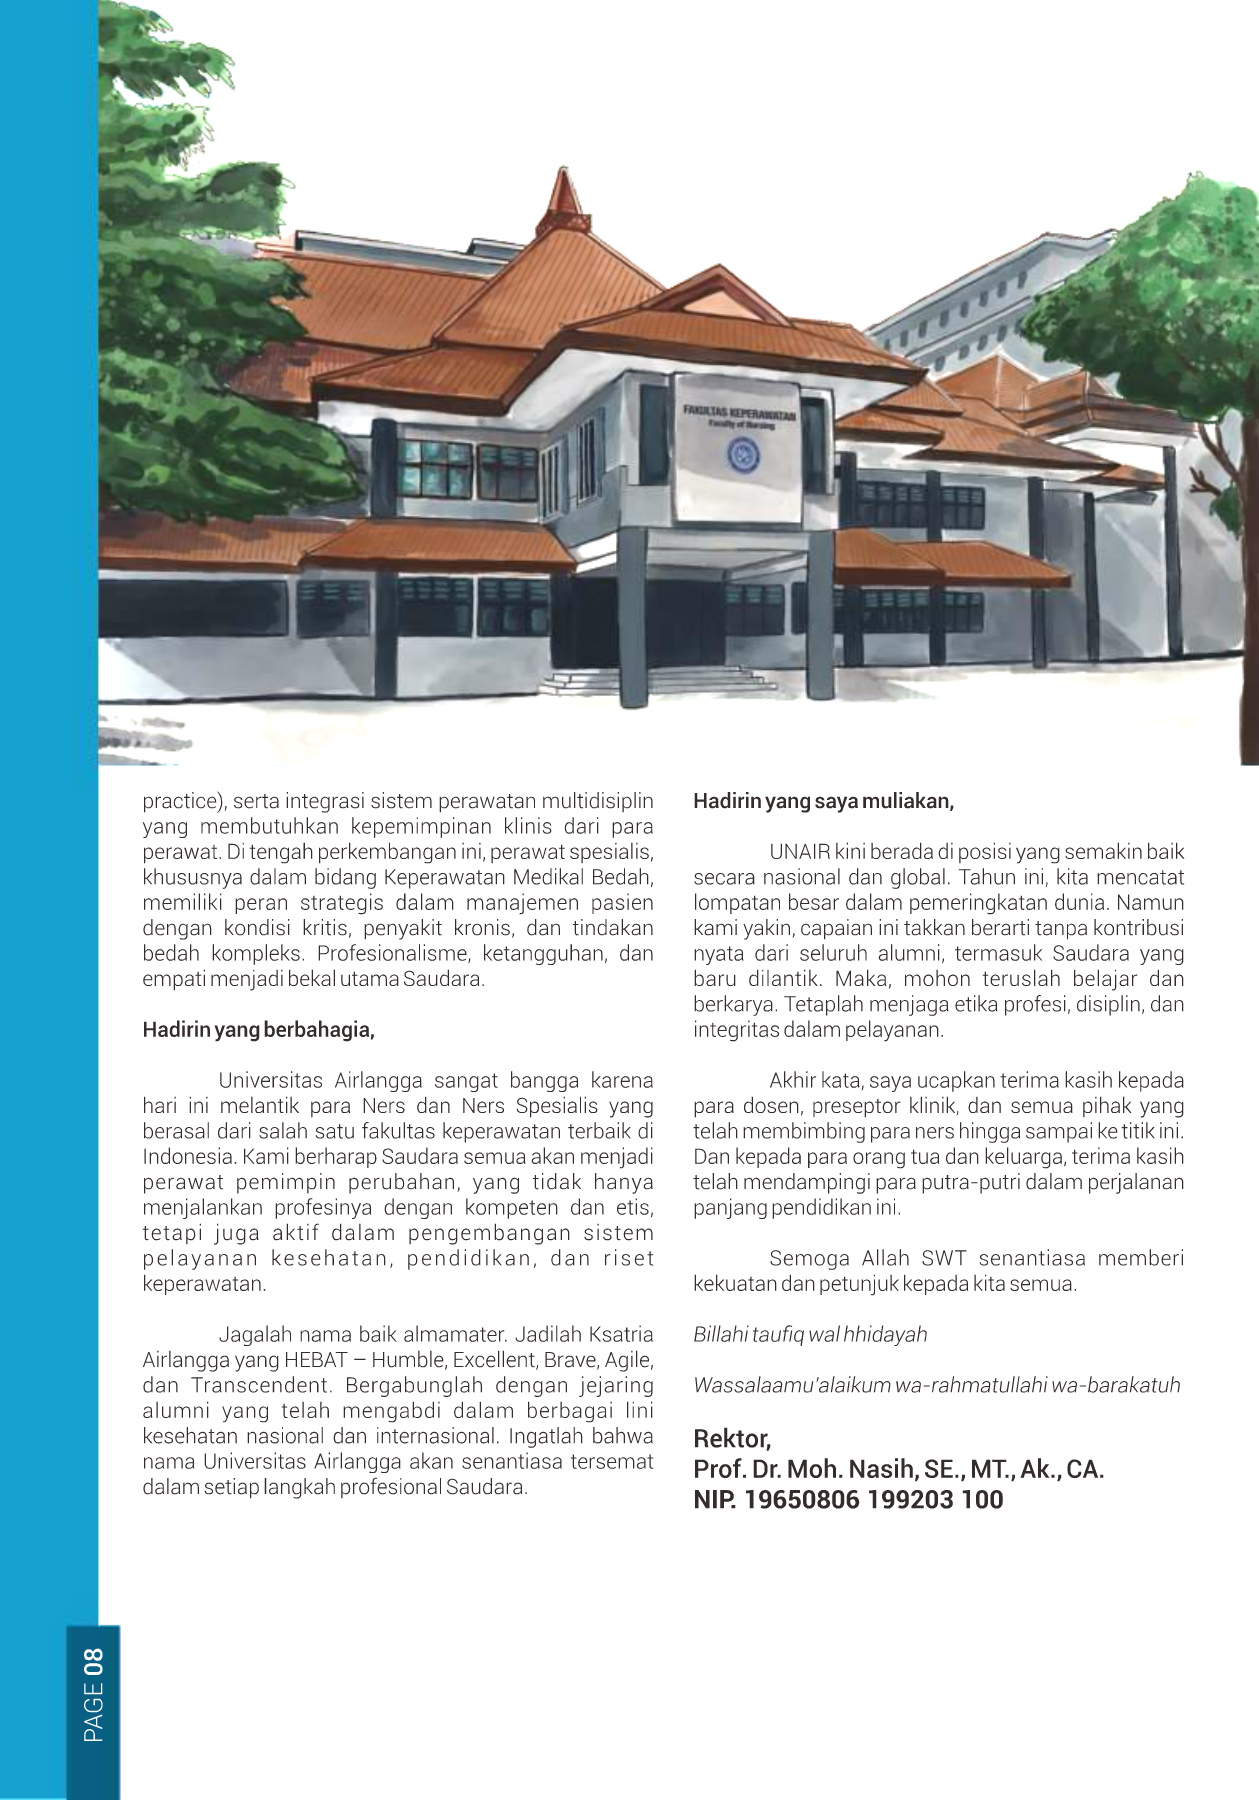 FAKULTAS KEPERAWATAN
Faculty of Nursing
practice), serta integrasi sistem perawatan multidisiplin
yang membutuhkan kepemimpinan klinis dari para
perawat. Di tengah perkembangan ini, perawat spesialis,
khususnya dalam bidang Keperawatan Medikal Bedah,
memiliki peran strategis dalam manajemen pasien
dengan kondisi kritis, penyakit kronis, dan tindakan
bedah kompleks. Profesionalisme, ketangguhan, dan
empati menjadi bekal utama Saudara.
Hadirin yang berbahagia,
Universitas Airlangga sangat bangga karena
hari ini melantik para Ners dan Ners Spesialis yang
berasal dari salah satu fakultas keperawatan terbaik di
Indonesia. Kami berharap Saudara semua akan menjadi
perawat pemimpin perubahan, yang tidak hanya
menjalankan profesinya dengan kompeten dan etis,
tetapi juga aktif dalam pengembangan sistem
pelayanan kesehatan, pendidikan, dan riset
keperawatan.
Jagalah nama baik almamater. Jadilah Ksatria
Airlangga yang HEBAT – Humble, Excellent, Brave, Agile,
dan Transcendent. Bergabunglah dengan jejaring
alumni yang telah mengabdi dalam berbagai lini
kesehatan nasional dan internasional. Ingatlah bahwa
nama Universitas Airlangga akan senantiasa tersemat
dalam setiap langkah profesional Saudara.
Hadirin yang saya muliakan,
UNAIR kini berada di posisi yang semakin baik
secara nasional dan global. Tahun ini, kita mencatat
lompatan besar dalam pemeringkatan dunia. Namun
kami yakin, capaian ini takkan berarti tanpa kontribusi
nyata dari seluruh alumni, termasuk Saudara yang
baru dilantik. Maka, mohon teruslah belajar dan
berkarya. Tetaplah menjaga etika profesi, disiplin, dan
integritas dalam pelayanan.
Akhir kata, saya ucapkan terima kasih kepada
para dosen, preseptor klinik, dan semua pihak yang
telah membimbing para ners hingga sampai ke titik ini.
Dan kepada para orang tua dan keluarga, terima kasih
telah mendampingi para putra-putri dalam perjalanan
panjang pendidikan ini.
Semoga Allah SWT senantiasa memberi
kekuatan dan petunjuk kepada kita semua.
Billahi taufiq wal hhidayah
Wassalaamu'alaikum wa-rahmatullahi wa-barakatuh
Rektor,
Prof. Dr. Moh. Nasih, SE., MT., Ak., CA.
NIP. 19650806 199203 100
PAGE 08